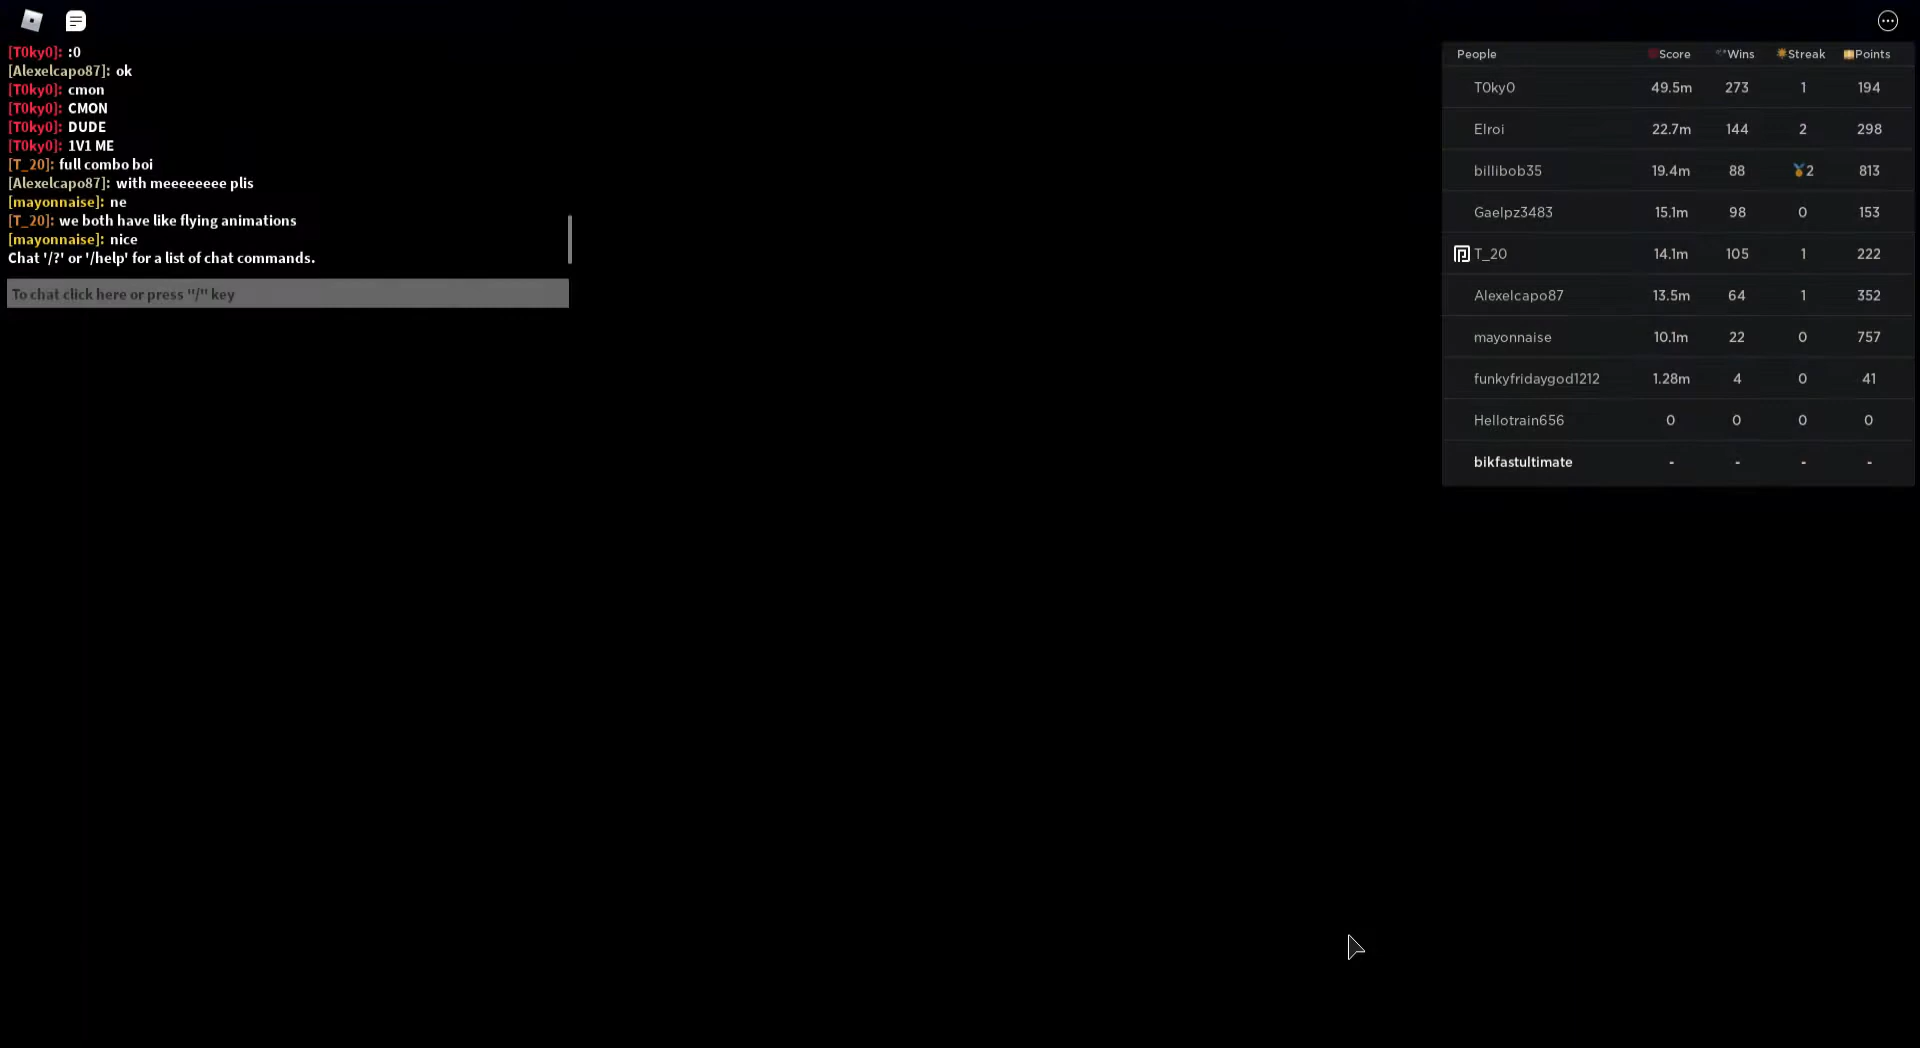 [T0ky0]: :0
[Alexelcapo87]: ok
[T0ky0]: cmon
[T0ky0]: CMON
[T0ky0]: DUDE
[T0ky0]: 1V1 ME
[T_20]: full combo boi
[Alexelcapo87]: with meeeeeeee plis
[mayonnaise]: ne
[T_20]: we both have like flying animations
[mayonnaise]: nice
Chat '/?' or '/help' for a list of chat commands.
To chat click here or press "/" key
People Score Wins Streak Points
T0ky0 49.5m 273 1 194
Elroi 22.7m 144 2 298
billibob35 19.4m 88 2 813
Gaelpz3483 15.1m 98 0 153
T_20 14.1m 105 1 222
Alexelcapo87 13.5m 64 1 352
mayonnaise 10.1m 22 0 757
funkyfridaygod1212 1.28m 4 0 41
Hellotrain656 0 0 0 0
bikfastultimate - - - -